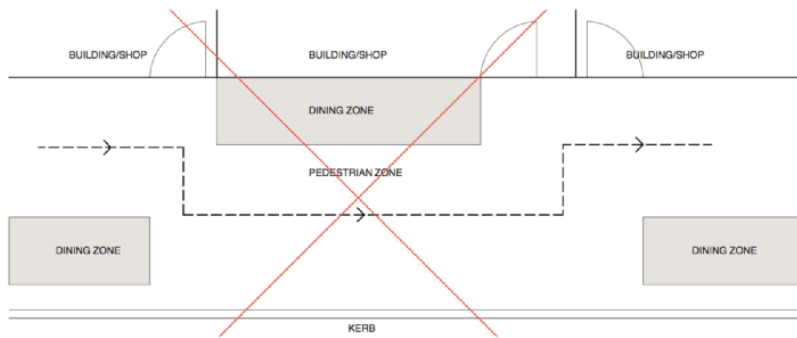 BUILDING/SHOP
BUILDING/SHOP
BUILDING/SHOP
DINING ZONE
PEDESTRIAN ZONE
DINING ZONE
DINING ZONE
KERB